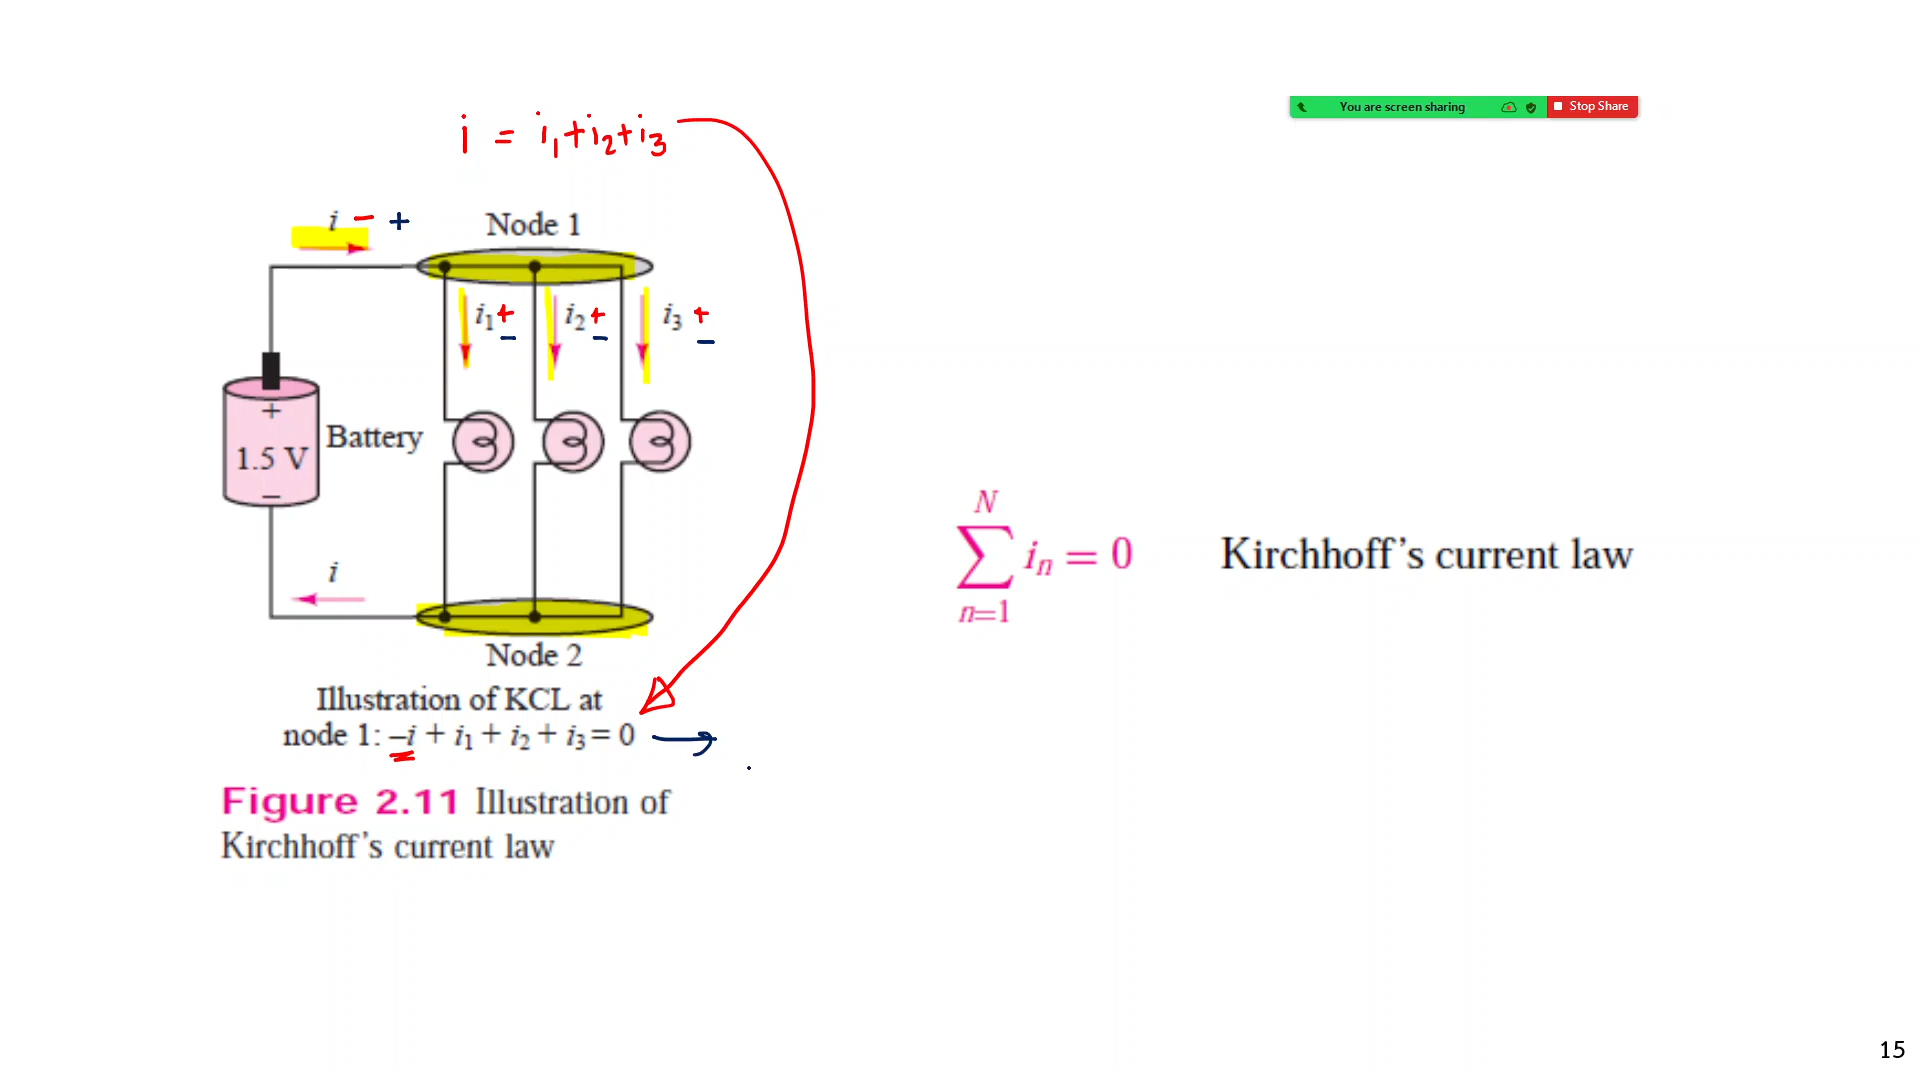 You are screen sharing Stop Share
i = i₁+i₂+i₃
i − +
Node 1
i₁ + − i₂ + − i₃ + −
+
1.5 V
−
Battery
i
Node 2
Illustration of KCL at
node 1: –i + i₁ + i₂ + i₃ = 0
Figure 2.11 Illustration of
Kirchhoff's current law
N
∑ iₙ = 0 Kirchhoff's current law
n=1
15